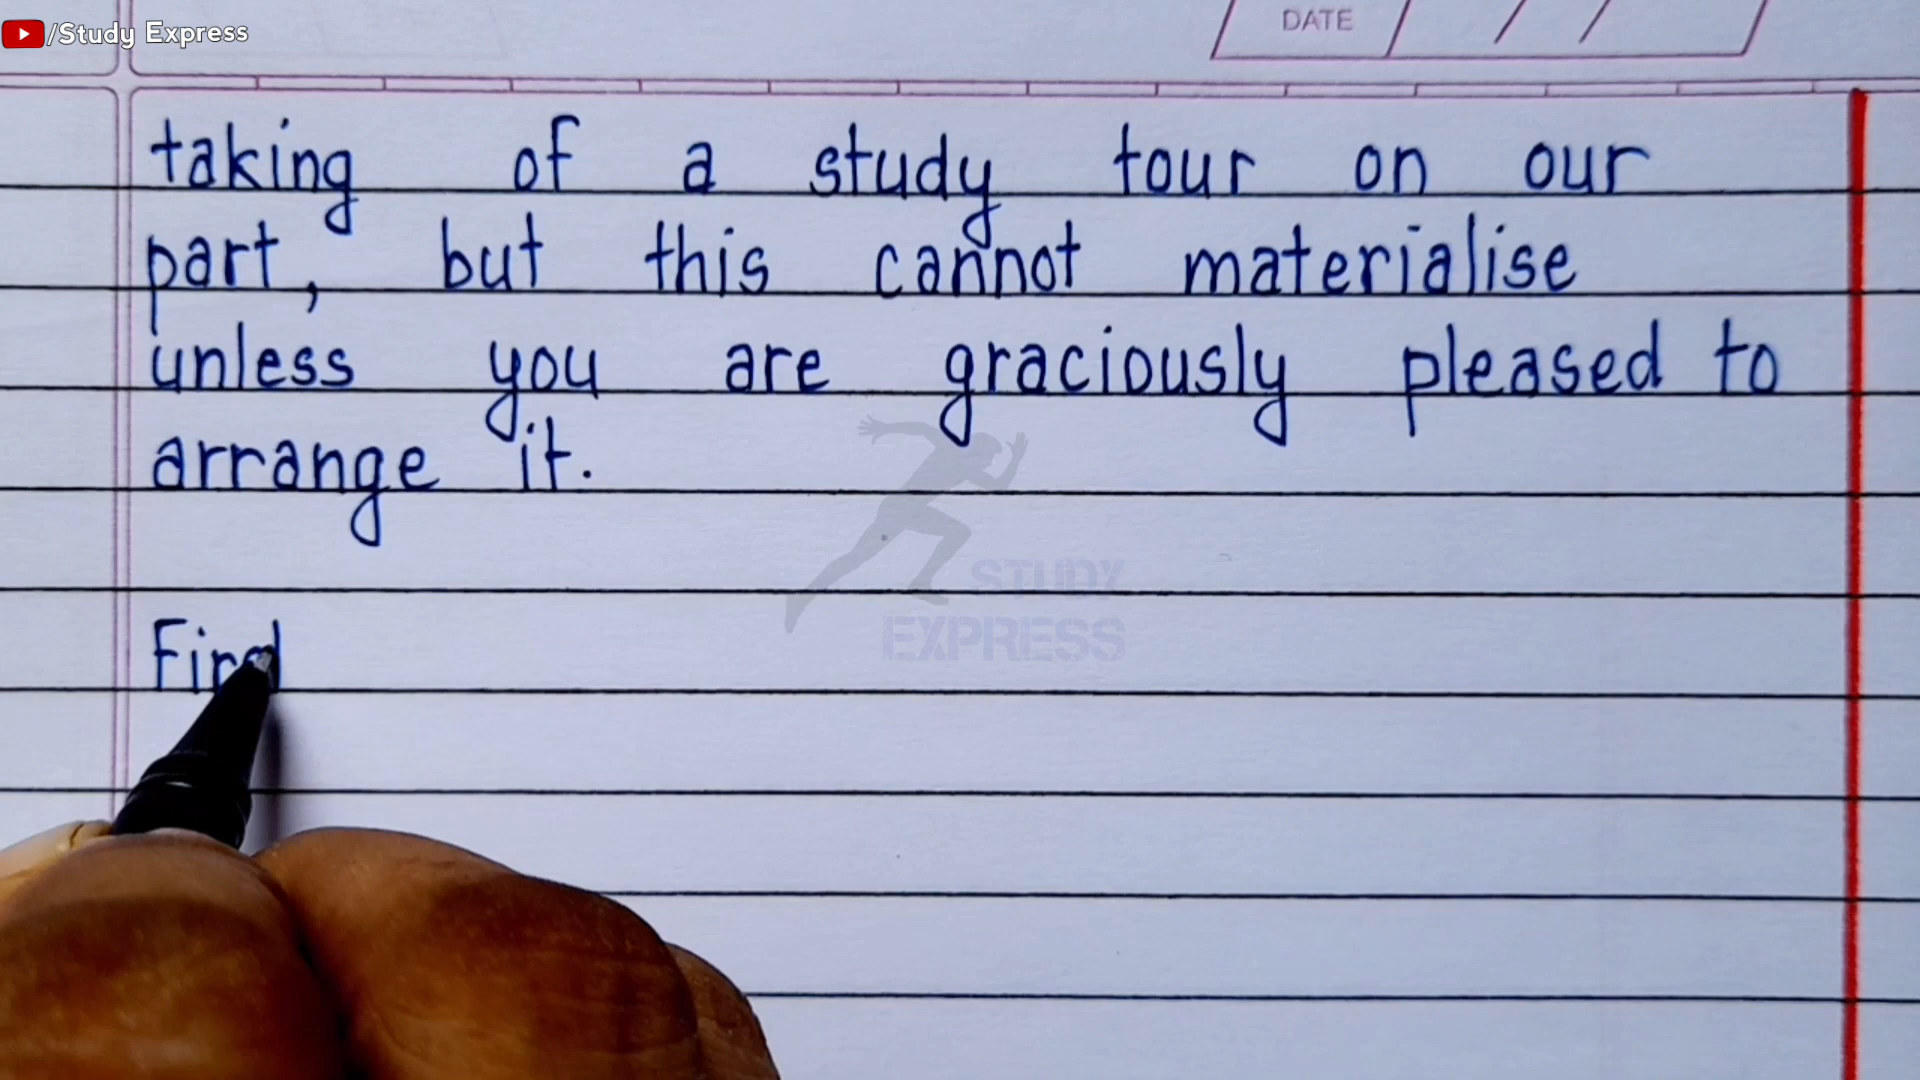 /Study Express
DATE / /
taking of a study tour on our
part, but this cannot materialise
unless you are graciously pleased to
arrange it.
STUDY
EXPRESS